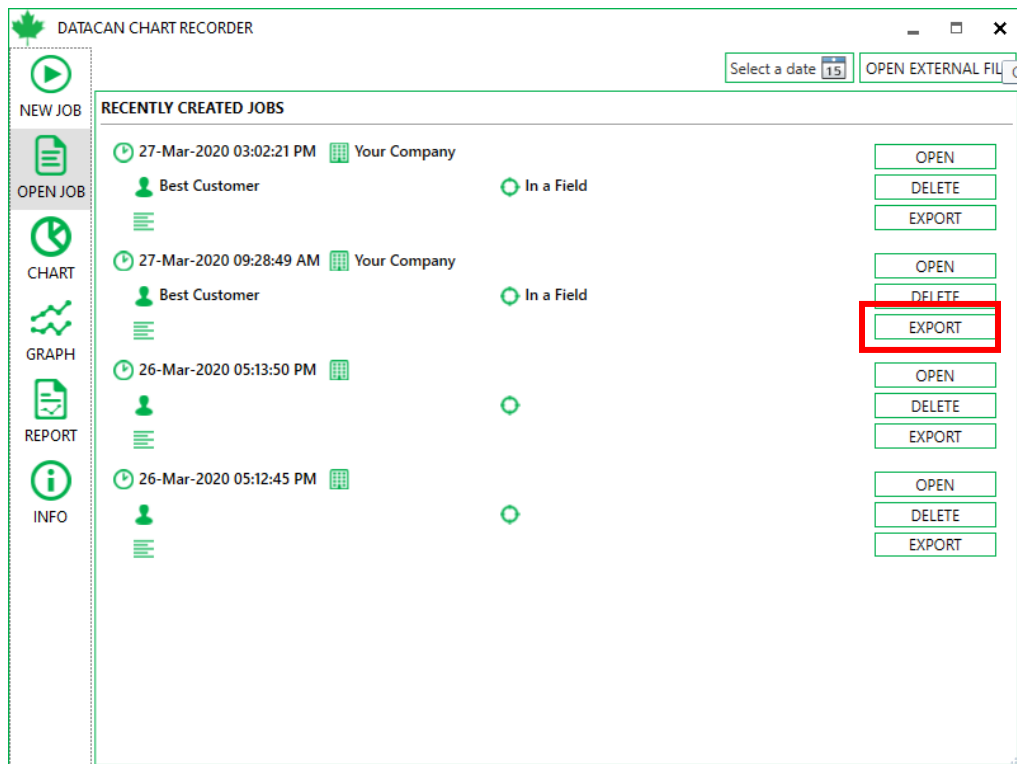 DATACAN CHART RECORDER
Select a date 15 OPEN EXTERNAL FIL
NEW JOB
OPEN JOB
CHART
GRAPH
REPORT
INFO
RECENTLY CREATED JOBS
27-Mar-2020 03:02:21 PM Your Company
OPEN
Best Customer In a Field
DELETE
EXPORT
27-Mar-2020 09:28:49 AM Your Company
OPEN
Best Customer In a Field
DELETE
EXPORT
26-Mar-2020 05:13:50 PM
OPEN
DELETE
EXPORT
26-Mar-2020 05:12:45 PM
OPEN
DELETE
EXPORT